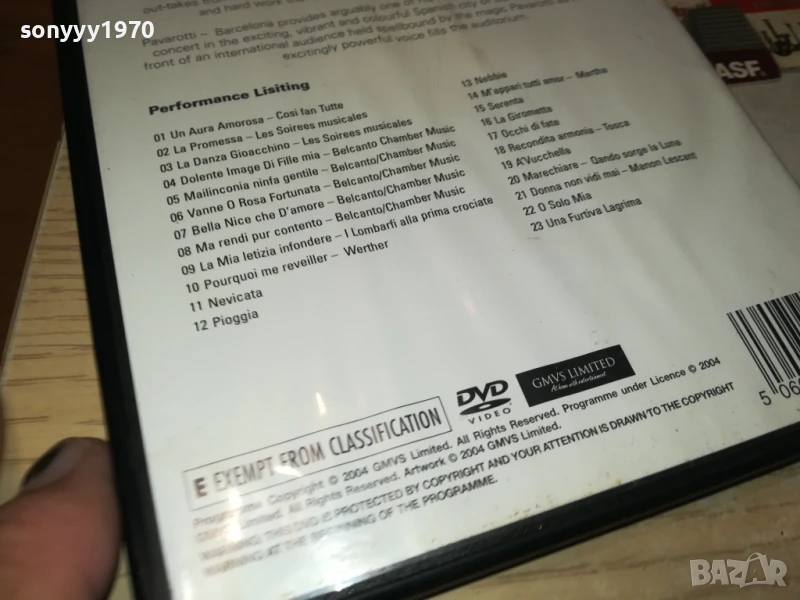 sonyyy1970
and hard work
Pavarotti – Barcelona provides arguably one of
concert in the exciting, vibrant and colourful Spanish city of
front of an international audience held spellbound by the magic. Pavarotti
excitingly powerful voice fills the auditorium.
Performance Lisiting
01 Un Aura Amorosa – Cosi fan Tutte
02 La Promessa – Les Soirees musicales
03 La Danza Gioacchino – Les Soirees musicales
04 Dolente Image Di Fille mia – Belcanto Chamber Music
05 Mailinconia ninfa gentile – Belcanto/Chamber Music
06 Vanne O Rosa Fortunata – Belcanto/Chamber Music
07 Bella Nice che D'amore – Belcanto/Chamber Music
08 Ma rendi pur contento – Belcanto/Chamber Music
09 La Mia letizia infondere – I Lombarfi alla prima crociate
10 Pourquoi me reveiller – Werther
11 Nevicata
12 Pioggia
13 Nebbie
14 M'appari tutti amor – Martha
15 Serenta
16 La Girometta
17 Occhi di fate
18 Recondita armonia – Tosca
19 A'Vucchella
20 Marechiare – Qando sorge la Luna
21 Donna non vidi mai – Manon Lescant
22 O Solo Mia
23 Una Furtiva Lagrima
ASF
E EXEMPT FROM CLASSIFICATION
DVD
VIDEO
GMVS LIMITED
At home with entertainment
Programme Copyright © 2004 GMVS Limited. All Rights Reserved. Programme under Licence © 2004
GMVS Limited. All Rights Reserved. Artwork © 2004 GMVS Limited.
WARNING: THIS DVD IS PROTECTED BY COPYRIGHT AND YOUR ATTENTION IS DRAWN TO THE COPYRIGHT
WARNING AT THE BEGINNING OF THE PROGRAMME.
5 06
BAZAR